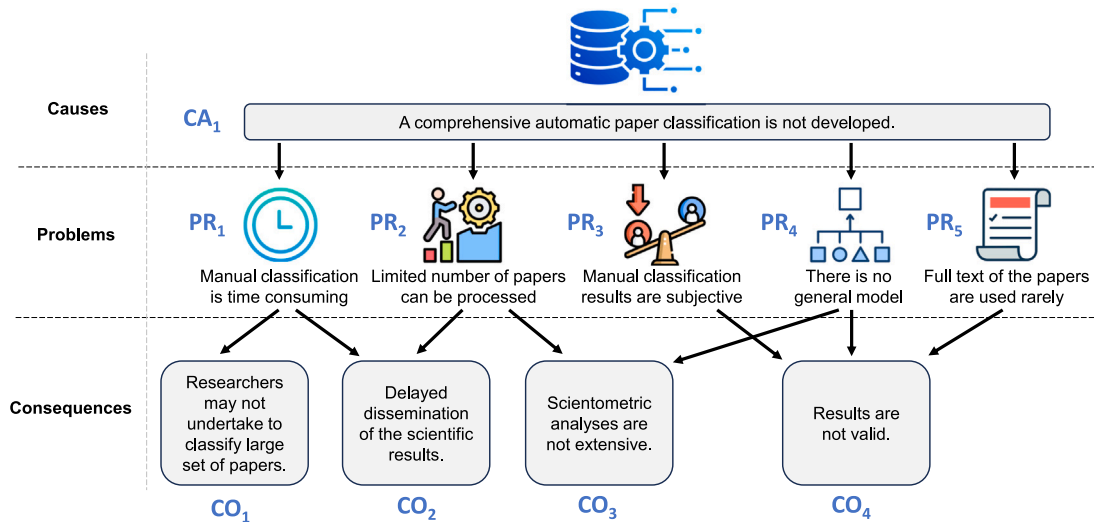 Causes
CA1
A comprehensive automatic paper classification is not developed.
Problems
PR1
Manual classification
is time consuming
PR2
Limited number of papers
can be processed
PR3
Manual classification
results are subjective
PR4
There is no
general model
PR5
Full text of the papers
are used rarely
Consequences
Researchers
may not
undertake to
classify large
set of papers.
CO1
Delayed
dissemination
of the scientific
results.
CO2
Scientometric
analyses are
not extensive.
CO3
Results are
not valid.
CO4